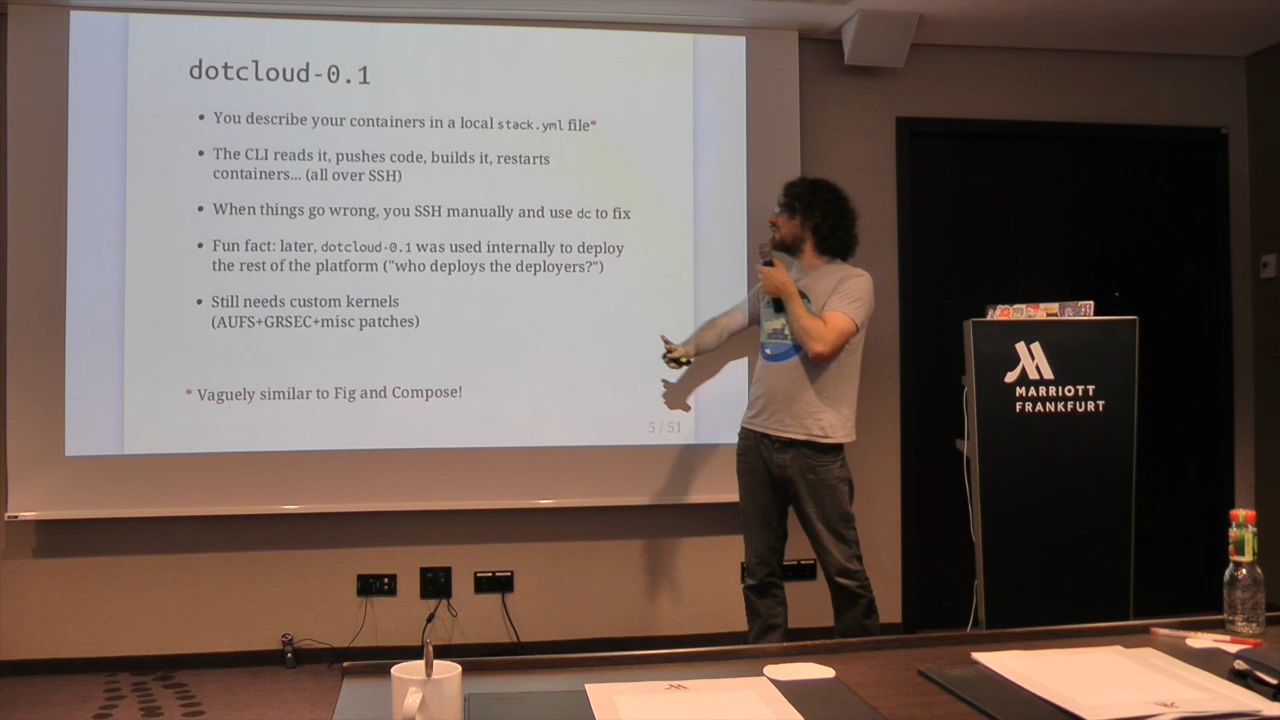 dotcloud-0.1
• You describe your containers in a local stack.yml file*
• The CLI reads it, pushes code, builds it, restarts
containers... (all over SSH)
• When things go wrong, you SSH manually and use dc to fix
• Fun fact: later, dotcloud-0.1 was used internally to deploy
the rest of the platform ("who deploys the deployers?")
• Still needs custom kernels
(AUFS+GRSEC+misc patches)
* Vaguely similar to Fig and Compose!
5 / 51
MARRIOTT
FRANKFURT